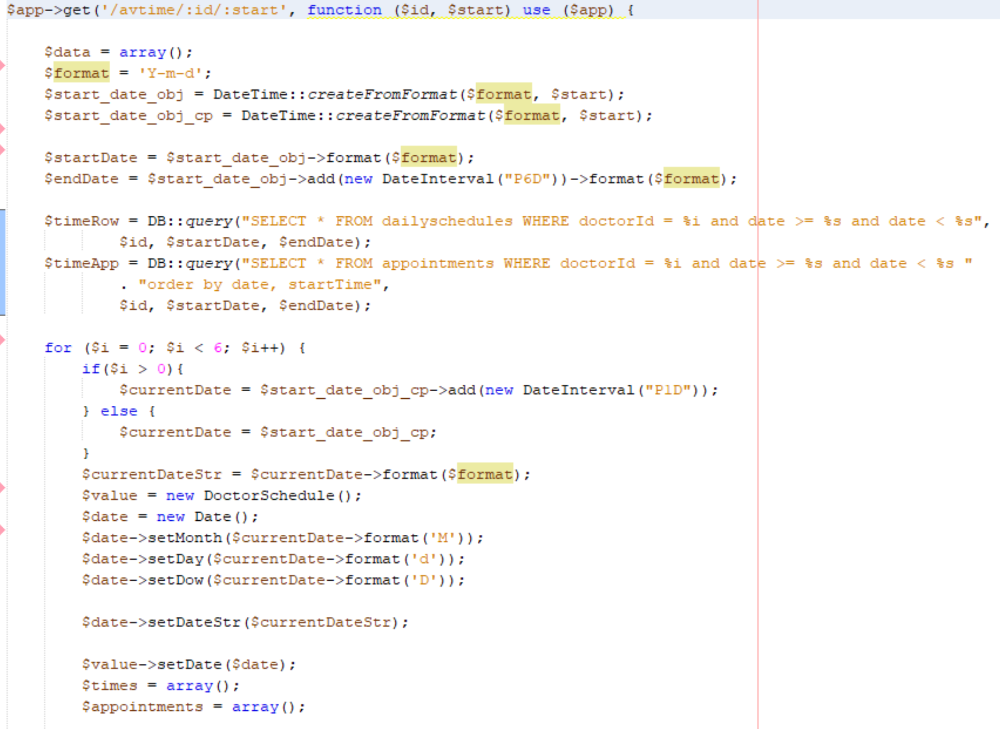 $app->get('/avtime/:id/:start', function ($id, $start) use ($app) {
$data = array();
$format = 'Y-m-d';
$start_date_obj = DateTime::createFromFormat($format, $start);
$start_date_obj_cp = DateTime::createFromFormat($format, $start);
$startDate = $start_date_obj->format($format);
$endDate = $start_date_obj->add(new DateInterval("P6D"))->format($format);
$timeRow = DB::query("SELECT * FROM dailyschedules WHERE doctorId = %i and date >= %s and date < %s",
$id, $startDate, $endDate);
$timeApp = DB::query("SELECT * FROM appointments WHERE doctorId = %i and date >= %s and date < %s "
. "order by date, startTime",
$id, $startDate, $endDate);
for ($i = 0; $i < 6; $i++) {
if($i > 0){
$currentDate = $start_date_obj_cp->add(new DateInterval("P1D"));
} else {
$currentDate = $start_date_obj_cp;
}
$currentDateStr = $currentDate->format($format);
$value = new DoctorSchedule();
$date = new Date();
$date->setMonth($currentDate->format('M'));
$date->setDay($currentDate->format('d'));
$date->setDow($currentDate->format('D'));
$date->setDateStr($currentDateStr);
$value->setDate($date);
$times = array();
$appointments = array();